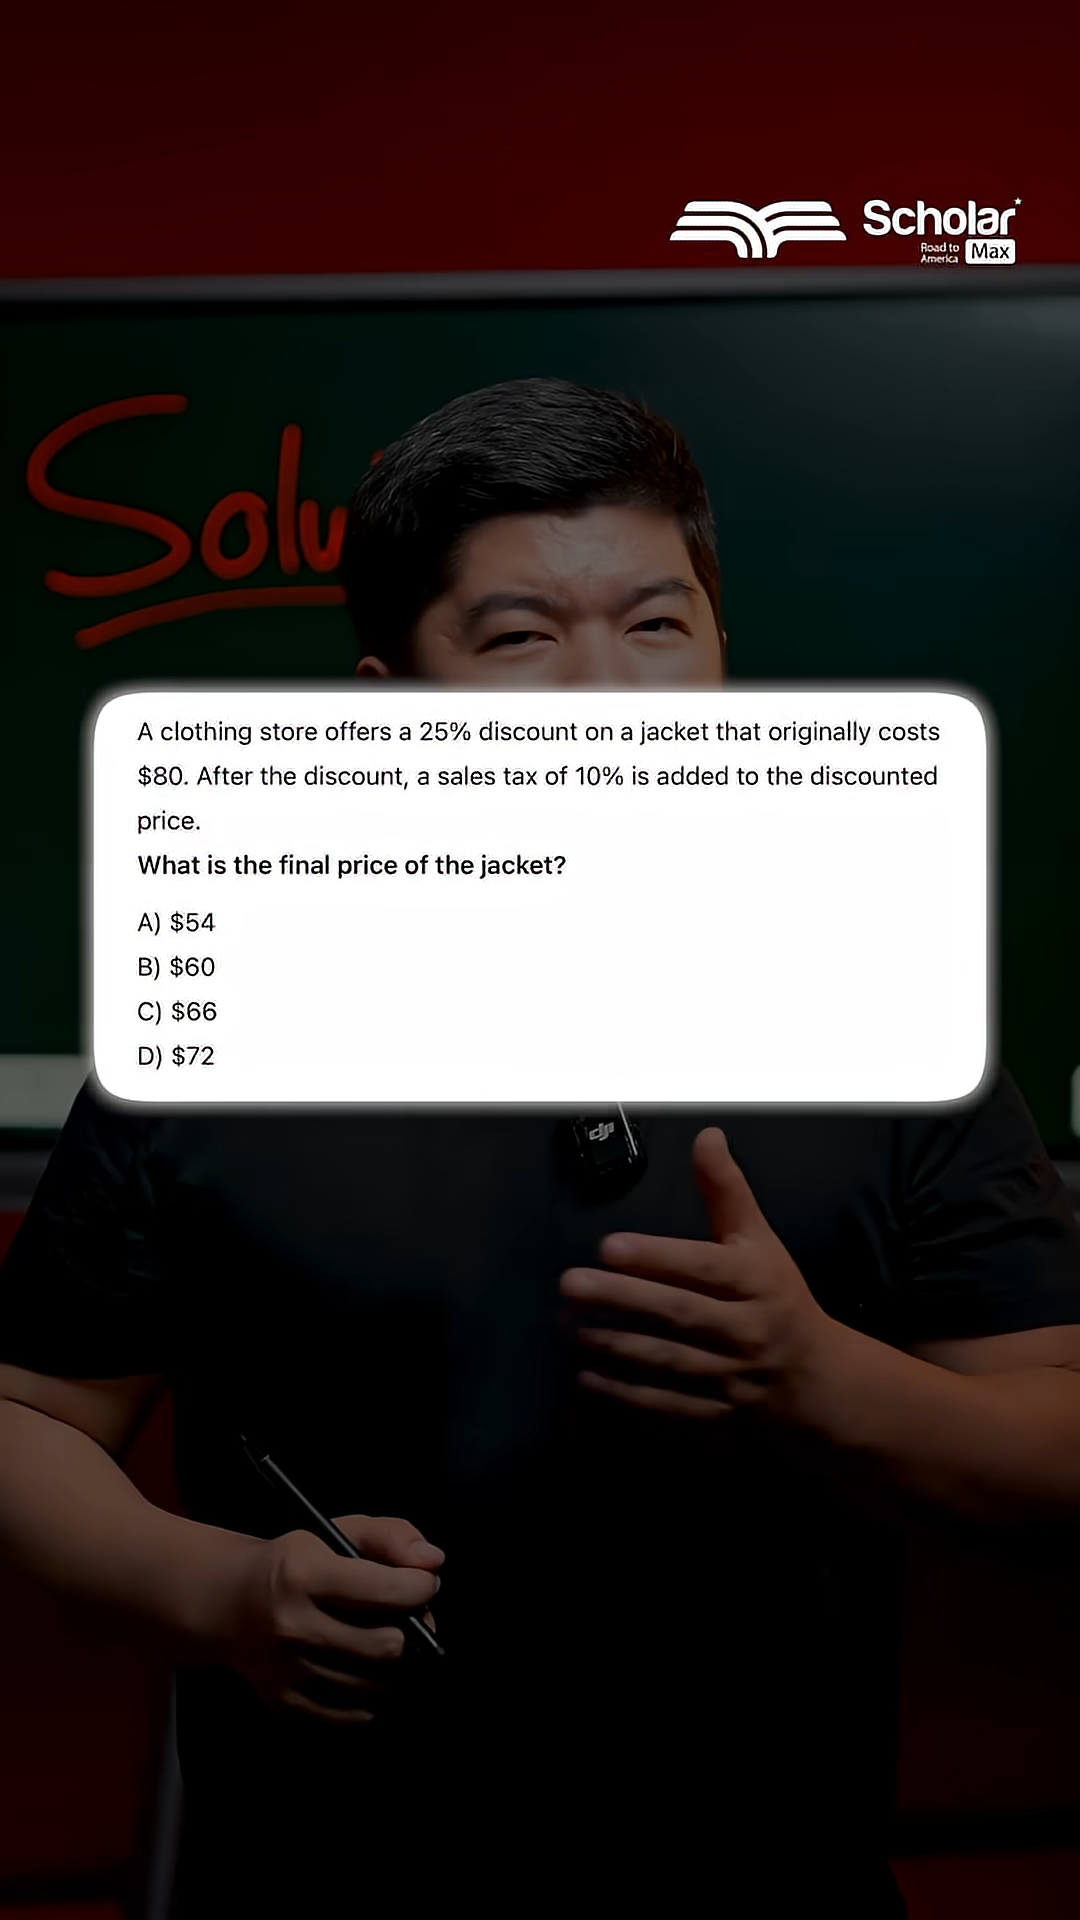 Scholar
Road to
America
Max
Solu
A clothing store offers a 25% discount on a jacket that originally costs
$80. After the discount, a sales tax of 10% is added to the discounted
price.
What is the final price of the jacket?
A) $54
B) $60
C) $66
D) $72
dji